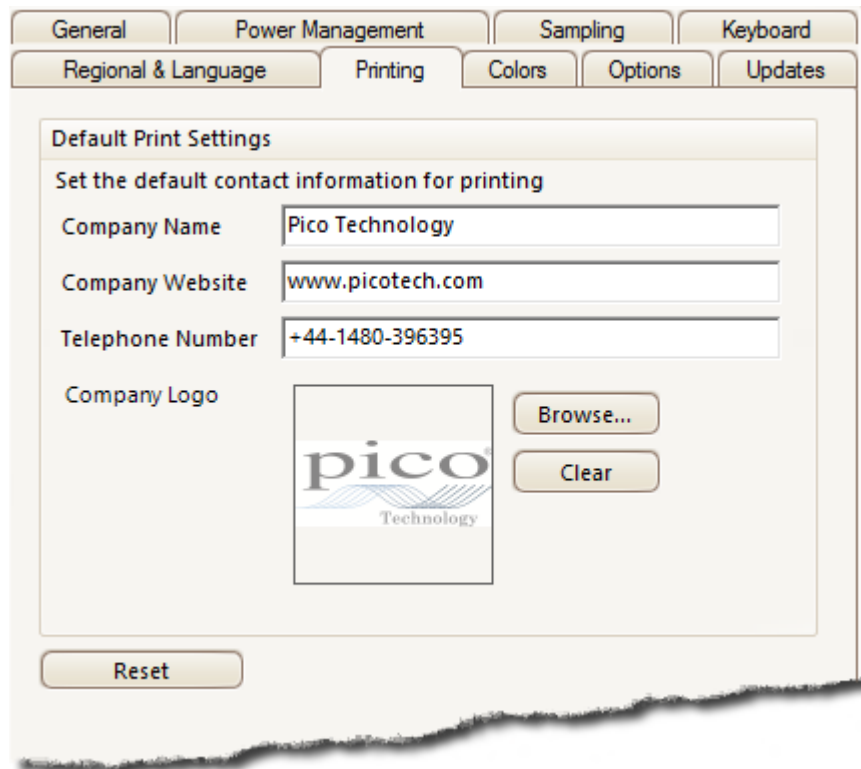 General Power Management Sampling Keyboard
Regional & Language Printing Colors Options Updates
Default Print Settings
Set the default contact information for printing
Company Name Pico Technology
Company Website www.picotech.com
Telephone Number +44-1480-396395
Company Logo
Browse...
pico®
Clear
Technology
Reset